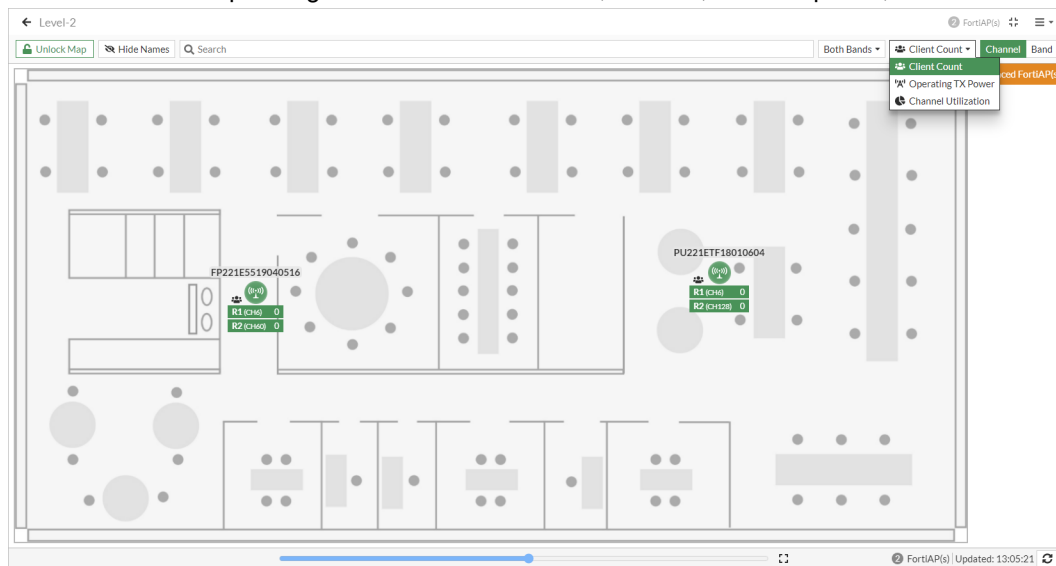 Level-2
2 FortiAP(s)
Unlock Map Hide Names Search Both Bands Client Count Channel Band
Client Count
Operating TX Power
Channel Utilization
ced FortiAP(s
PU221ETF18010604
R1 (CH6) 0
R2 (CH128) 0
FP221E5519040516
R1 (CH6) 0
R2 (CH60) 0
2 FortiAP(s) Updated: 13:05:21